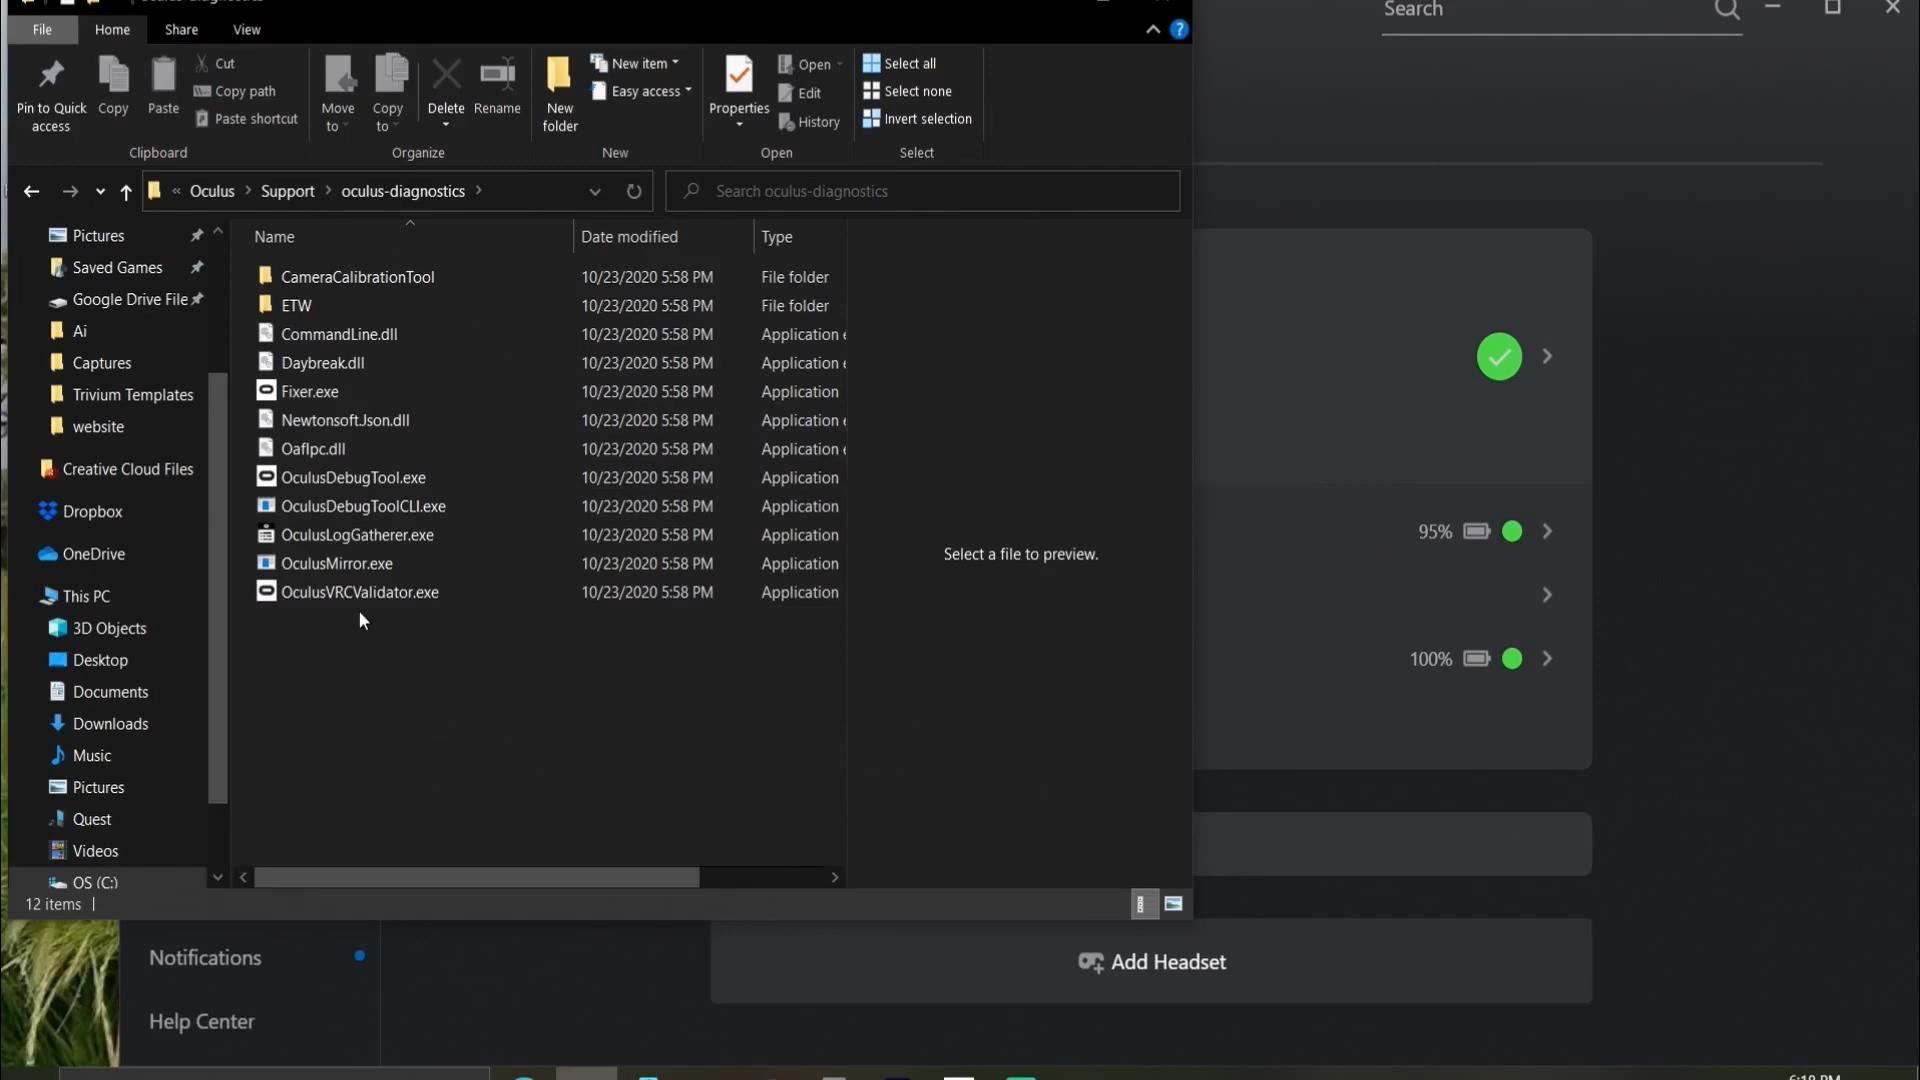 File Home Share View
Search
Pin to Quick access
Copy
Paste
Cut
Copy path
Paste shortcut
Clipboard
Move to
Copy to
Delete
Rename
Organize
New folder
New item
Easy access
New
Properties
Open
Edit
History
Open
Select all
Select none
Invert selection
Select
« Oculus > Support > oculus-diagnostics >
Search oculus-diagnostics
Pictures
Saved Games
Google Drive File
Ai
Captures
Trivium Templates
website
Creative Cloud Files
Dropbox
OneDrive
This PC
3D Objects
Desktop
Documents
Downloads
Music
Pictures
Quest
Videos
OS (C:)
Name Date modified Type
CameraCalibrationTool 10/23/2020 5:58 PM File folder
ETW 10/23/2020 5:58 PM File folder
CommandLine.dll 10/23/2020 5:58 PM Application e
Daybreak.dll 10/23/2020 5:58 PM Application e
Fixer.exe 10/23/2020 5:58 PM Application
Newtonsoft.Json.dll 10/23/2020 5:58 PM Application e
OafIpc.dll 10/23/2020 5:58 PM Application e
OculusDebugTool.exe 10/23/2020 5:58 PM Application
OculusDebugToolCLI.exe 10/23/2020 5:58 PM Application
OculusLogGatherer.exe 10/23/2020 5:58 PM Application
OculusMirror.exe 10/23/2020 5:58 PM Application
OculusVRCValidator.exe 10/23/2020 5:58 PM Application
Select a file to preview.
12 items
95%
100%
Notifications
Add Headset
Help Center
6:18 PM